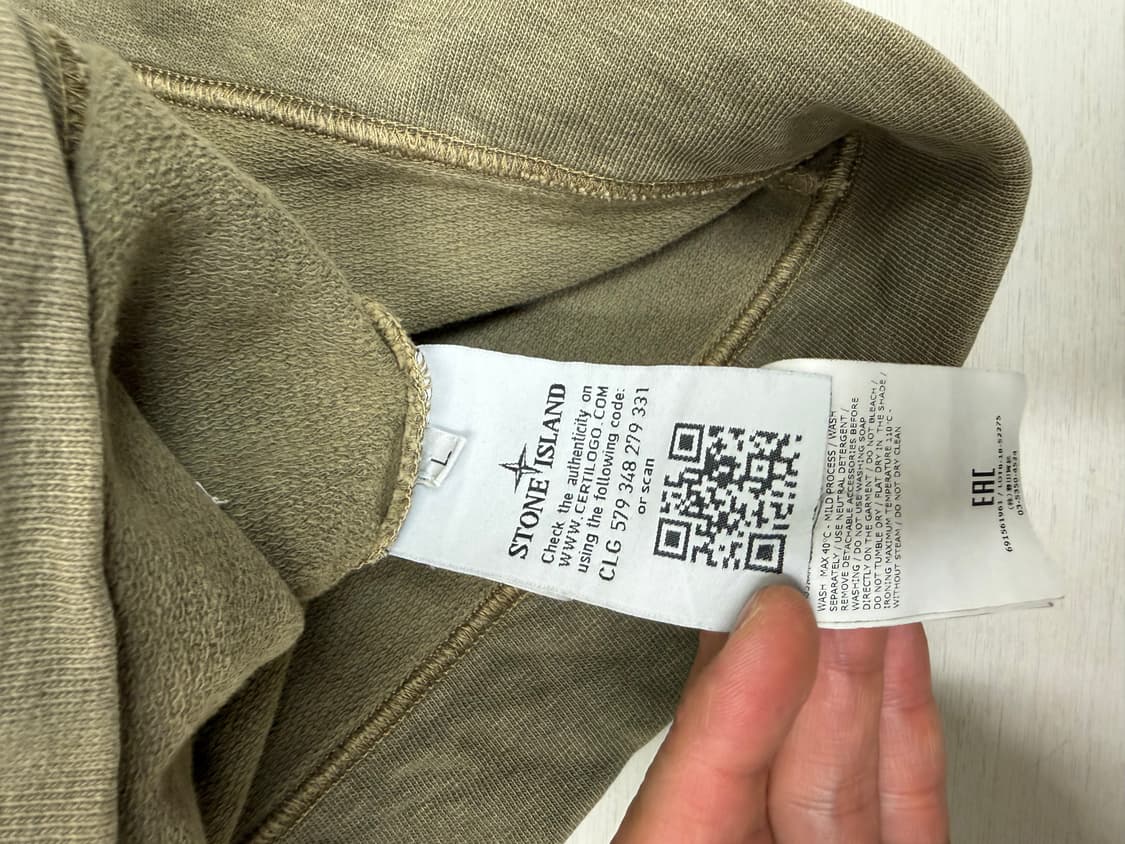 L
STONE ISLAND
Check the authenticity on
WWW.CERTILOGO.COM
using the following code:
CLG 579 348 279 331
or scan
WASH MAX 40°C - MILD PROCESS / WASH
SEPARATELY / USE NEUTRAL DETERGENT /
REMOVE DETACHABLE ACCESSORIES BEFORE
WASHING / DO NOT USE WASHING SOAP
DIRECTLY ON THE GARMENT / DO NOT BLEACH /
DO NOT TUMBLE DRY / FLAT DRY IN THE SHADE /
IRONING MAXIMUM TEMPERATURE 110°C -
WITHOUT STEAM / DO NOT DRY CLEAN
EAC
03-5350-4524